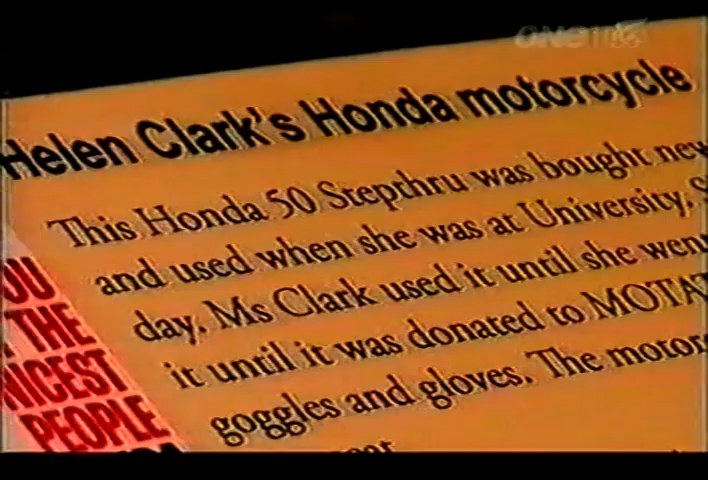 ONE
Helen Clark's Honda motorcycle
This Honda 50 Stepthru was bought new
and used when she was at University, S
day. Ms Clark used it until she wen
it until it was donated to MOTAT
goggles and gloves. The motor
OU
THE
NICEST
PEOPLE